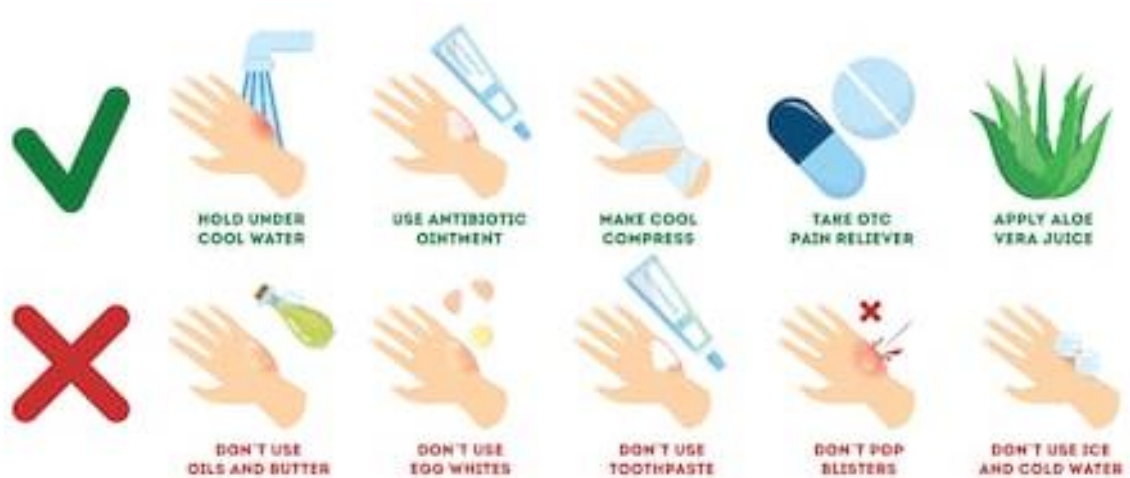 HOLD UNDER
COOL WATER
USE ANTIBIOTIC
OINTMENT
MAKE COOL
COMPRESS
TAKE OTC
PAIN RELIEVER
APPLY ALOE
VERA JUICE
DON'T USE
OILS AND BUTTER
DON'T USE
EGG WHITES
DON'T USE
TOOTHPASTE
DON'T POP
BLISTERS
DON'T USE ICE
AND COLD WATER